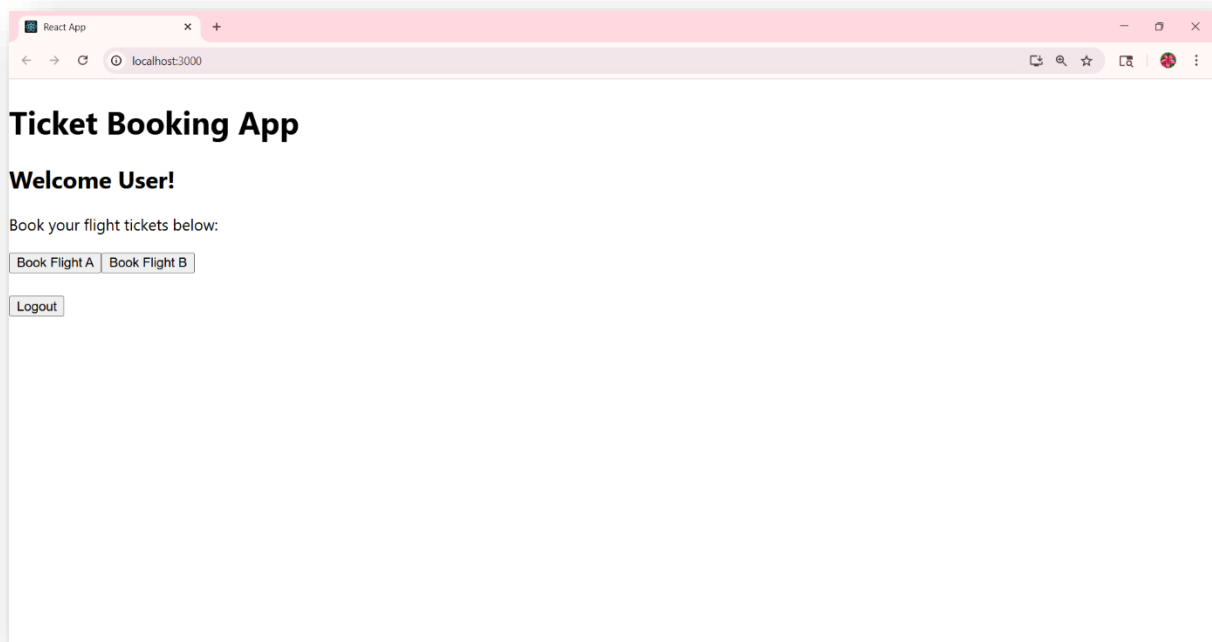 React App
localhost:3000
Ticket Booking App
Welcome User!
Book your flight tickets below:
Book Flight A Book Flight B
Logout